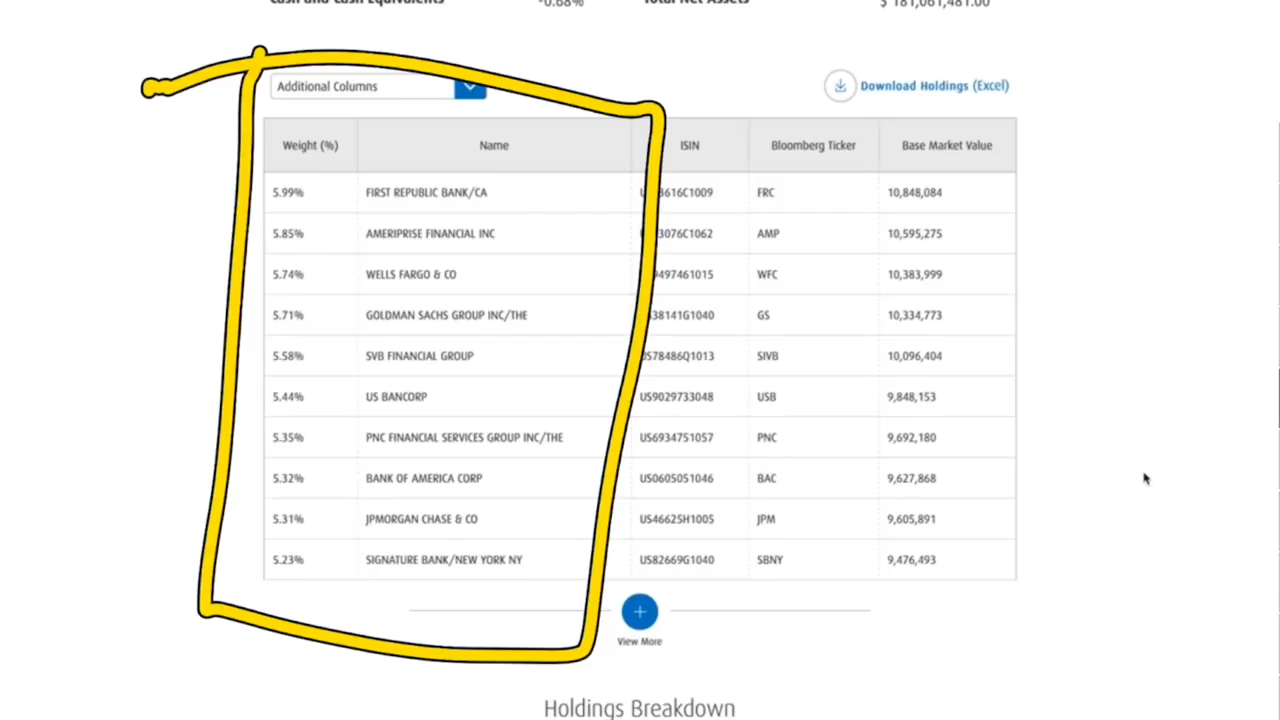 Cash and Cash Equivalents -0.68% Total Net Assets $ 181,061,481.00
Additional Columns Download Holdings (Excel)
Weight (%) Name ISIN Bloomberg Ticker Base Market Value
5.99% FIRST REPUBLIC BANK/CA 3616C1009 FRC 10,848,084
5.85% AMERIPRISE FINANCIAL INC 3076C1062 AMP 10,595,275
5.74% WELLS FARGO & CO 9497461015 WFC 10,383,999
5.71% GOLDMAN SACHS GROUP INC/THE 38141G1040 GS 10,334,773
5.58% SVB FINANCIAL GROUP US78486Q1013 SIVB 10,096,404
5.44% US BANCORP US9029733048 USB 9,848,153
5.35% PNC FINANCIAL SERVICES GROUP INC/THE US6934751057 PNC 9,692,180
5.32% BANK OF AMERICA CORP US0605051046 BAC 9,627,868
5.31% JPMORGAN CHASE & CO US46625H1005 JPM 9,605,891
5.23% SIGNATURE BANK/NEW YORK NY US82669G1040 SBNY 9,476,493
View More
Holdings Breakdown